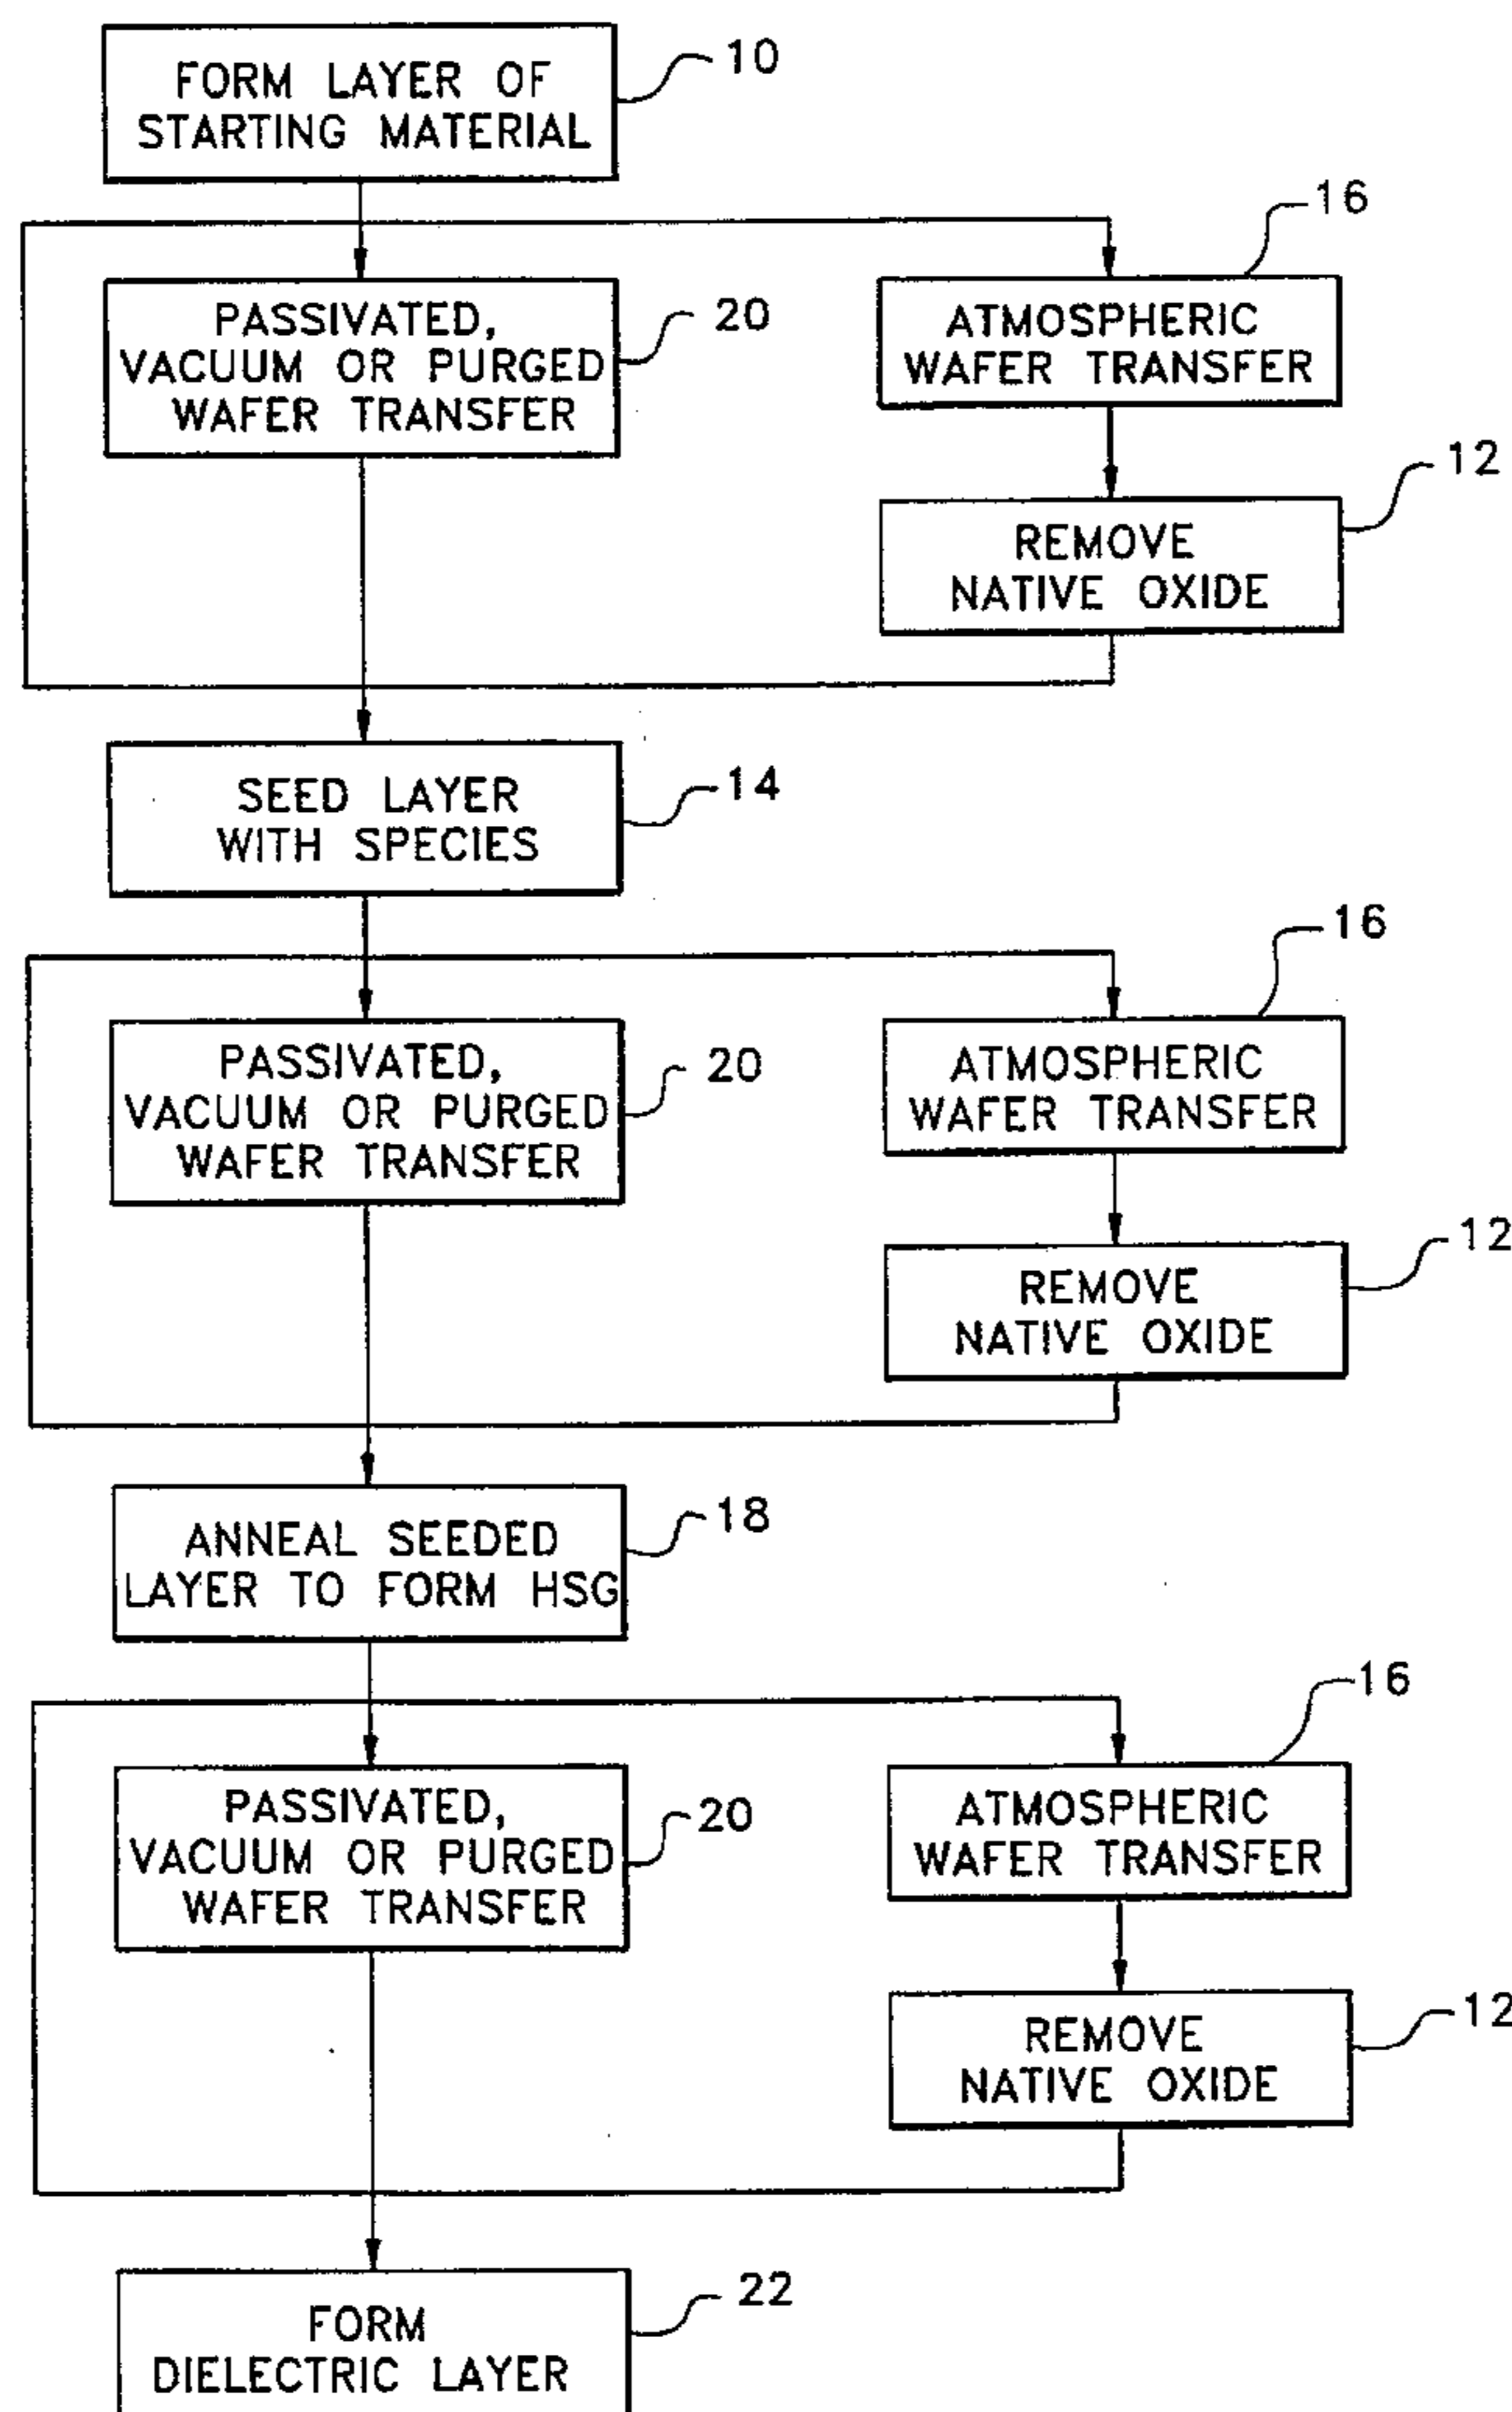 FORM LAYER OF
STARTING MATERIAL
10
PASSIVATED,
VACUUM OR PURGED
WAFER TRANSFER
20
16
ATMOSPHERIC
WAFER TRANSFER
12
REMOVE
NATIVE OXIDE
SEED LAYER
WITH SPECIES
14
PASSIVATED,
VACUUM OR PURGED
WAFER TRANSFER
20
16
ATMOSPHERIC
WAFER TRANSFER
12
REMOVE
NATIVE OXIDE
ANNEAL SEEDED
LAYER TO FORM HSG
18
PASSIVATED,
VACUUM OR PURGED
WAFER TRANSFER
20
16
ATMOSPHERIC
WAFER TRANSFER
12
REMOVE
NATIVE OXIDE
FORM
DIELECTRIC LAYER
22